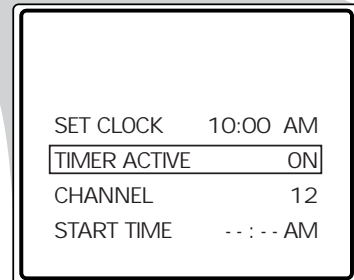 SET CLOCK 10:00 AM
TIMER ACTIVE ON
CHANNEL 12
START TIME - - : - - AM